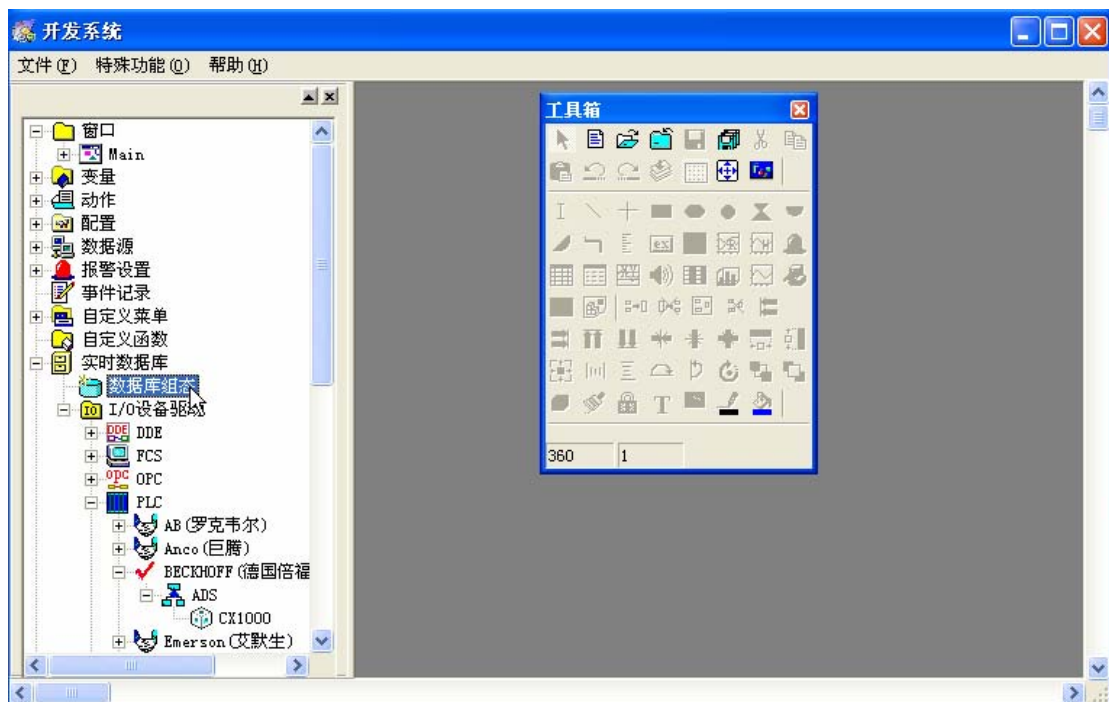 开发系统
文件(F) 特殊功能(O) 帮助(H)
工具箱
窗口
Main
变量
动作
配置
数据源
报警设置
事件记录
自定义菜单
自定义函数
实时数据库
数据库组态
I/O设备驱动
DDE DDE
FCS
OPC OPC
PLC
AB(罗克韦尔)
Anco(巨腾)
BECKHOFF(德国倍福
ADS
CX1000
Emerson(艾默生)
360 1